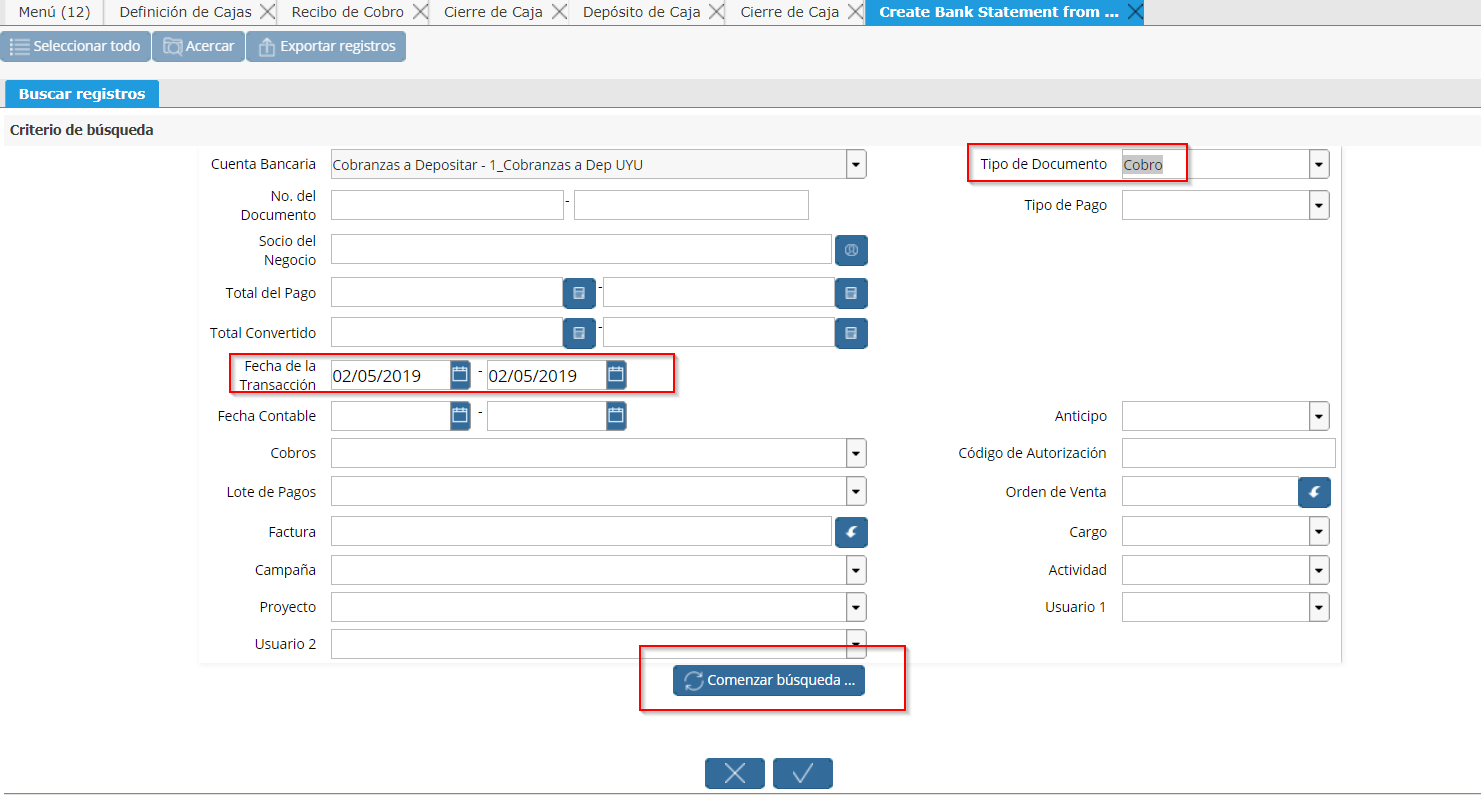 Menú (12) Definición de Cajas Recibo de Cobro Cierre de Caja Depósito de Caja Cierre de Caja Create Bank Statement from ...
Seleccionar todo Acercar Exportar registros
Buscar registros
Criterio de búsqueda
Cuenta Bancaria Cobranzas a Depositar - 1_Cobranzas a Dep UYU Tipo de Documento Cobro
No. del
Documento - Tipo de Pago
Socio del
Negocio
Total del Pago -
Total Convertido -
Fecha de la
Transacción 02/05/2019 - 02/05/2019
Fecha Contable - Anticipo
Cobros Código de Autorización
Lote de Pagos Orden de Venta
Factura Cargo
Campaña Actividad
Proyecto Usuario 1
Usuario 2
Comenzar búsqueda ...